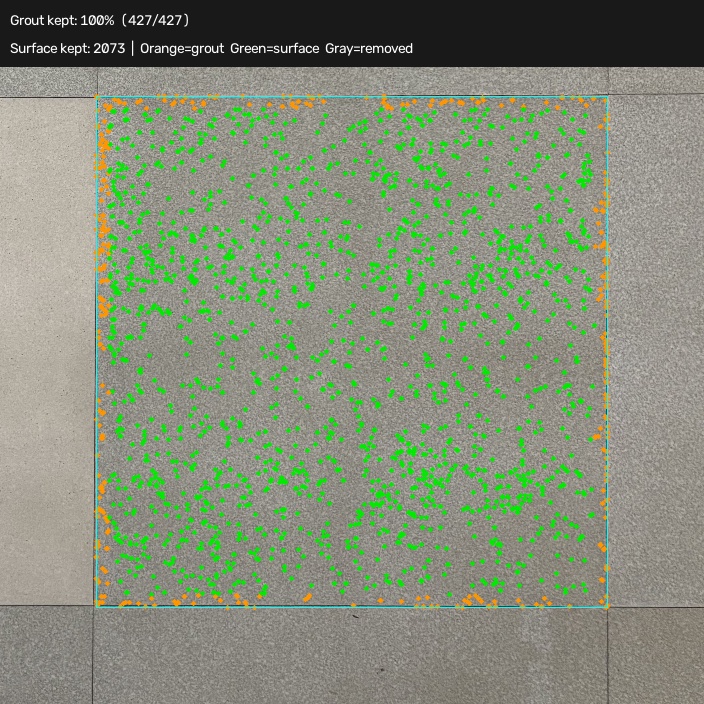 Grout kept: 100% (427/427)
Surface kept: 2073 | Orange=grout Green=surface Gray=removed